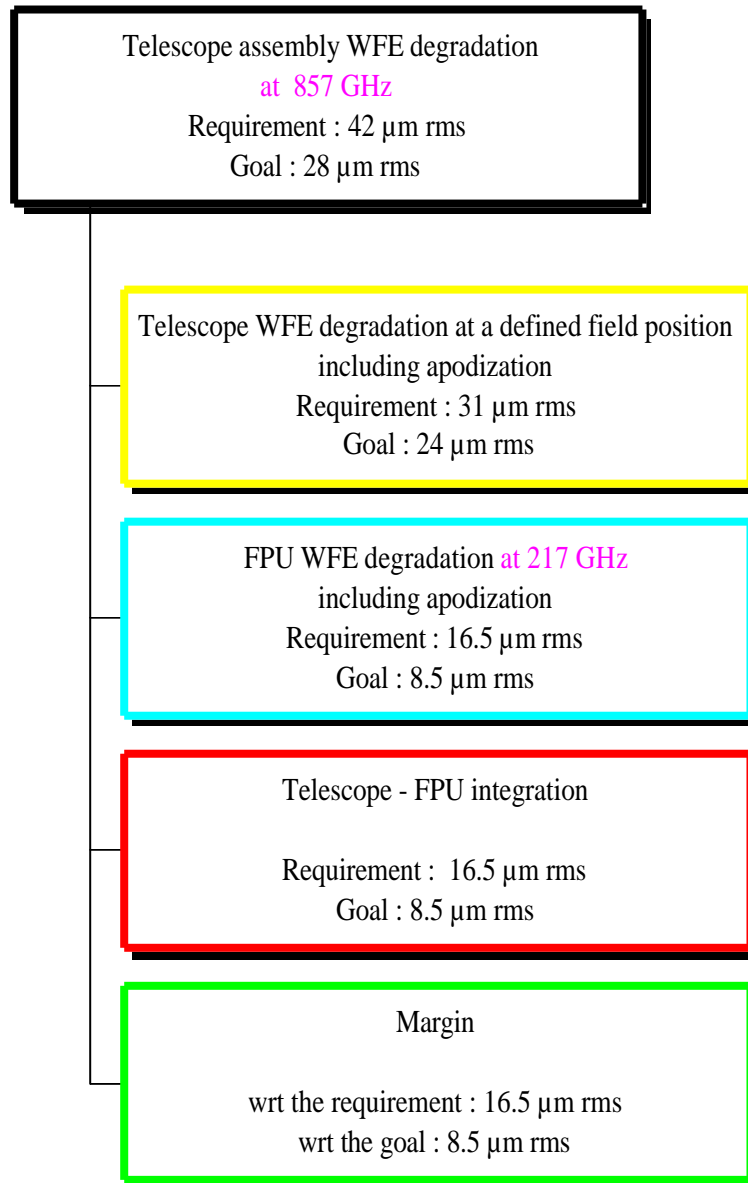 Telescope assembly WFE degradation
at 857 GHz
Requirement : 42 µm rms
Goal : 28 µm rms
Telescope WFE degradation at a defined field position
including apodization
Requirement : 31 µm rms
Goal : 24 µm rms
FPU WFE degradation at 217 GHz
including apodization
Requirement : 16.5 µm rms
Goal : 8.5 µm rms
Telescope - FPU integration
Requirement : 16.5 µm rms
Goal : 8.5 µm rms
Margin
wrt the requirement : 16.5 µm rms
wrt the goal : 8.5 µm rms